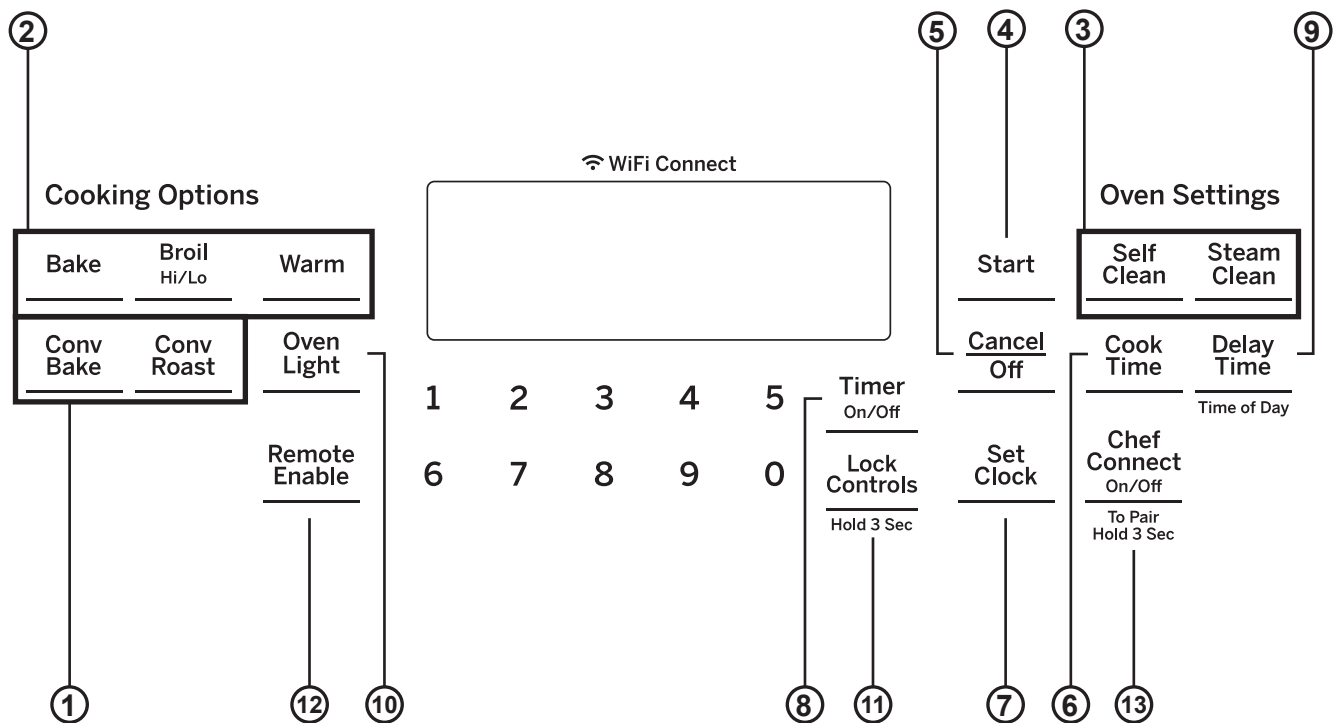 2
5
4
3
9
WiFi Connect
Cooking Options
Oven Settings
Bake
Broil
Hi/Lo
Warm
Start
Self
Clean
Steam
Clean
Conv
Bake
Conv
Roast
Oven
Light
Cancel
Off
Cook
Time
Delay
Time
Time of Day
1 2 3 4 5
Timer
On/Off
Remote
Enable
6 7 8 9 0
Lock
Controls
Hold 3 Sec
Set
Clock
Chef
Connect
On/Off
To Pair
Hold 3 Sec
1
12
10
8
11
7
6
13